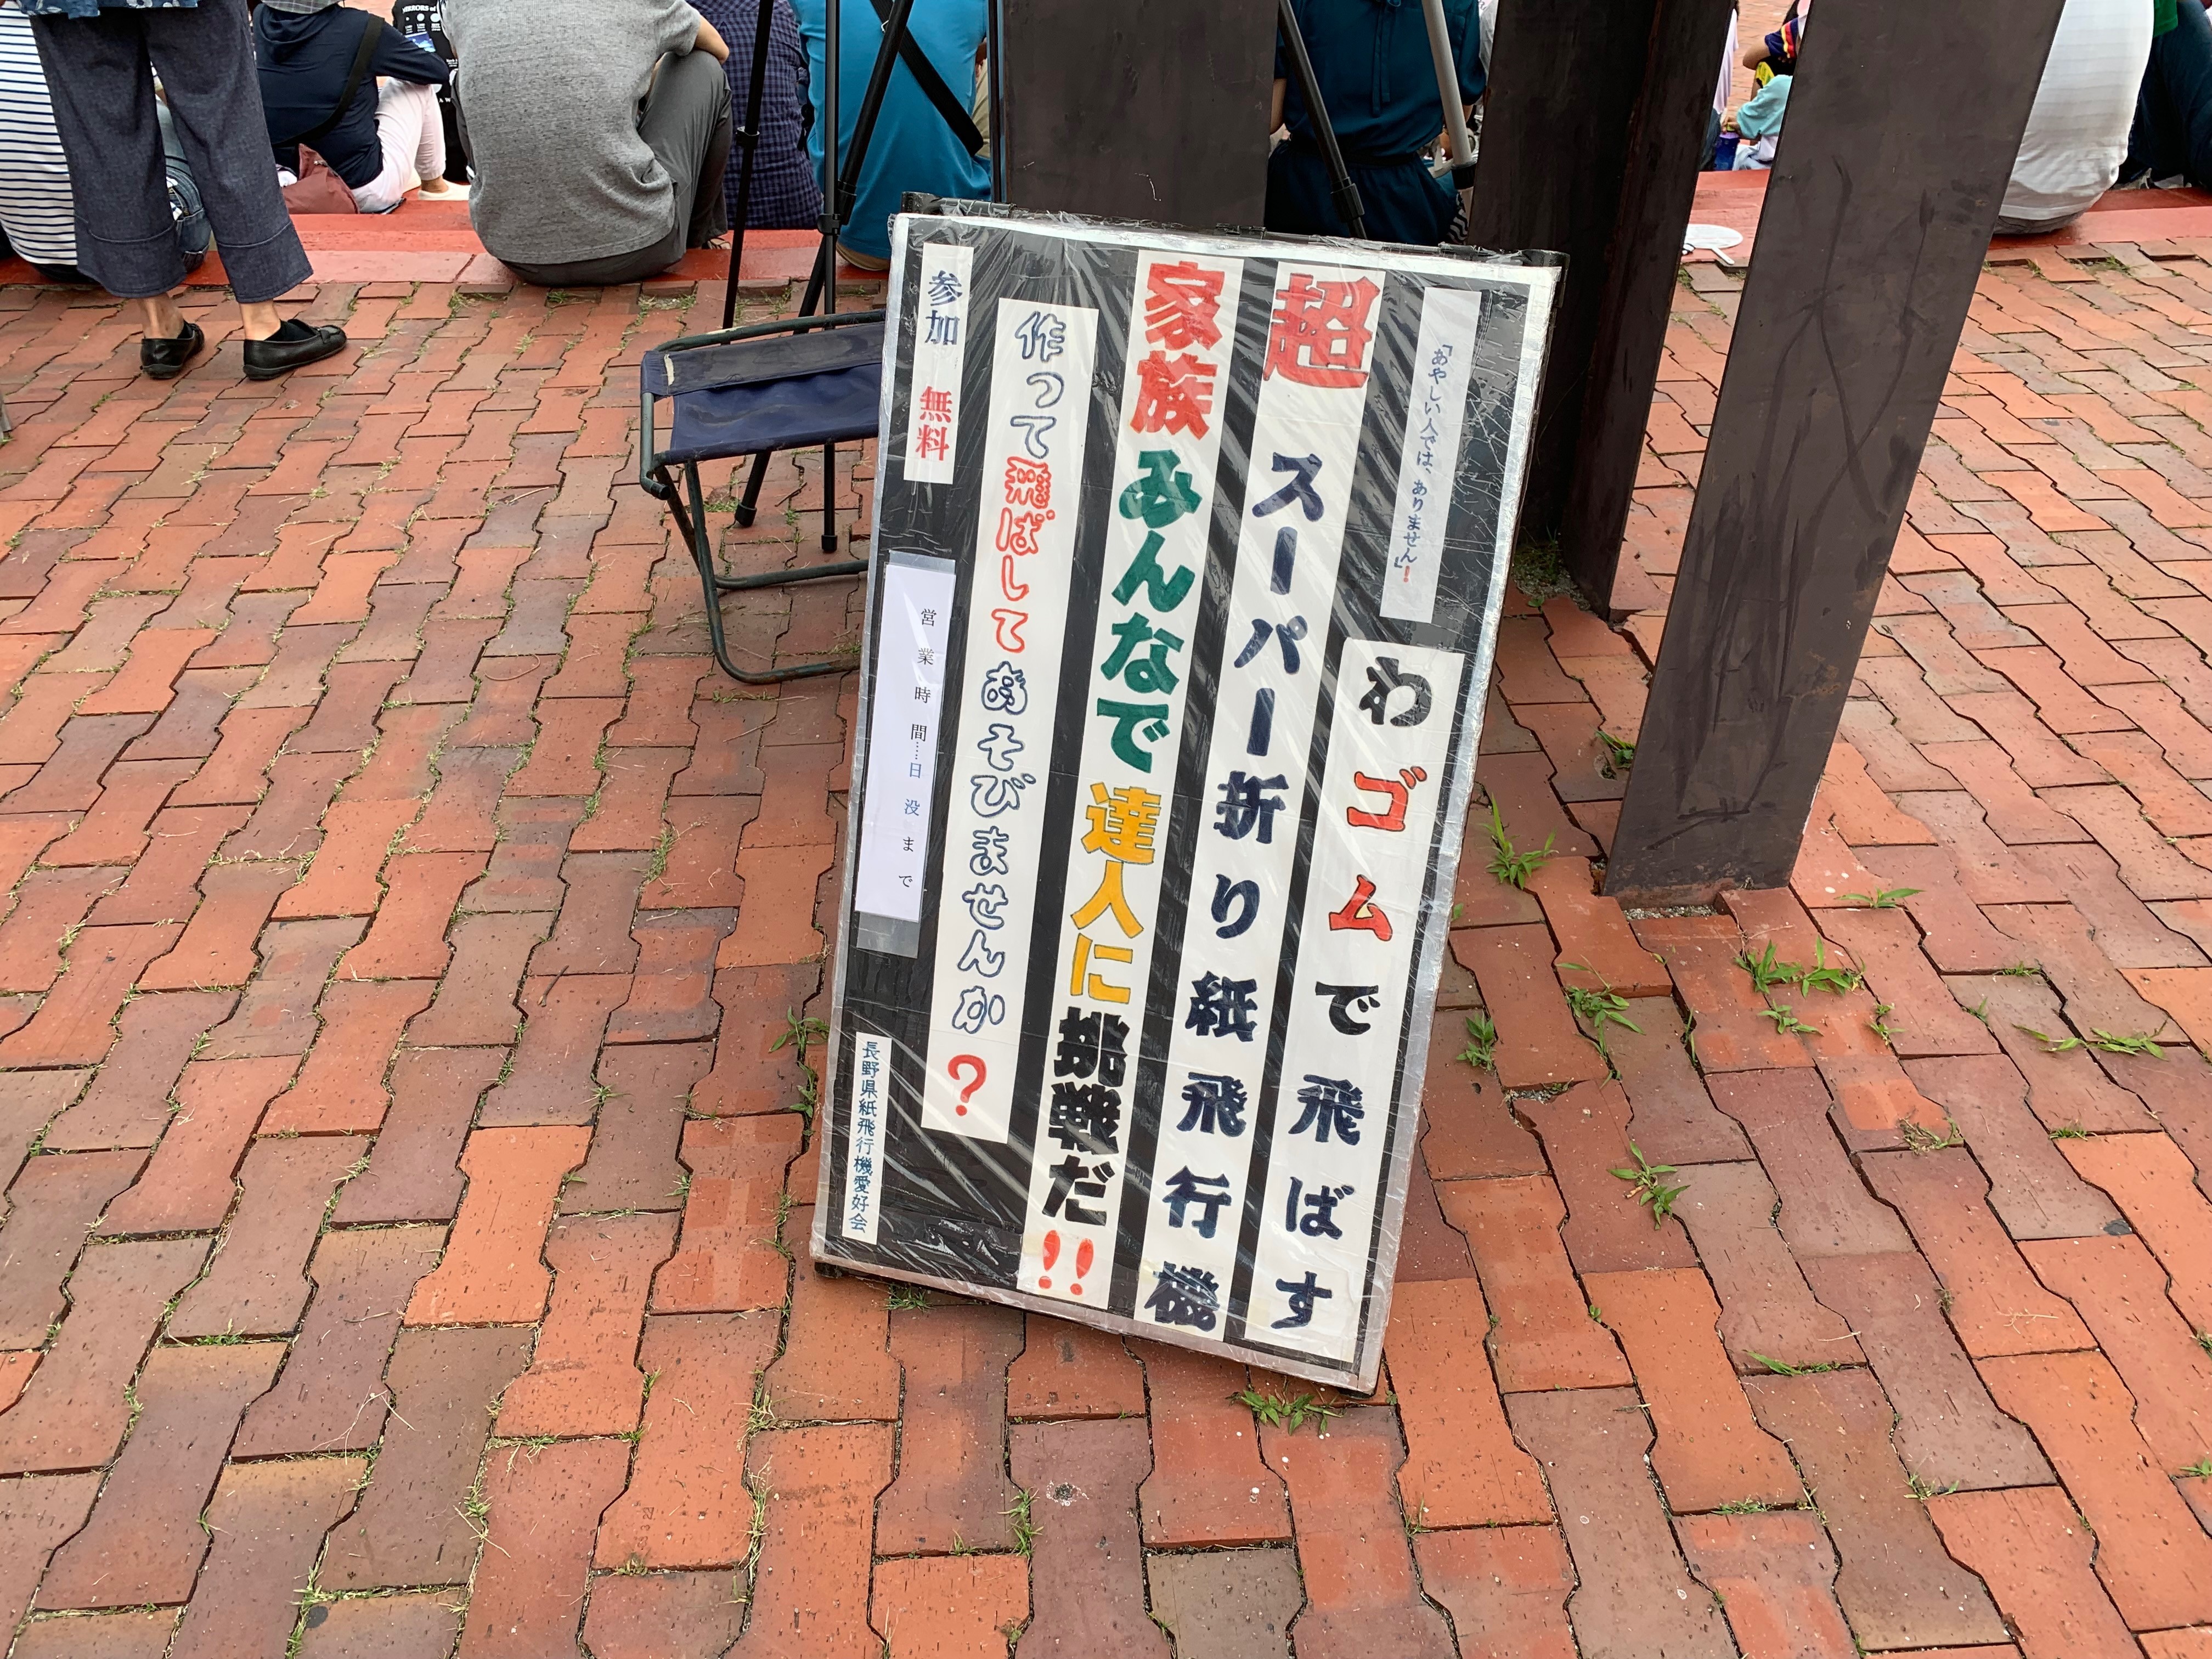 「あやしい人では、ありません」!
わゴムで飛ばす
超スーパー折り紙飛行機
家族みんなで達人に挑戦だ!!
作って飛ばしてあそびませんか?
参加 無料
営業時間……日没まで
長野県紙飛行機愛好会